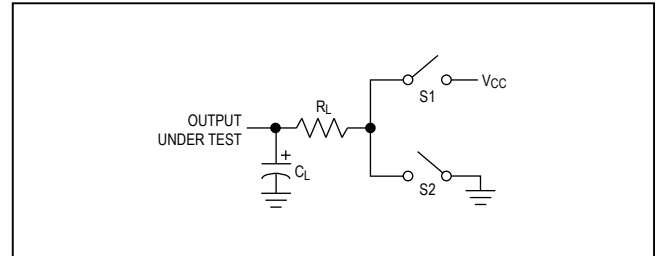 VCC
S1
RL
OUTPUT
UNDER TEST
+
CL
S2